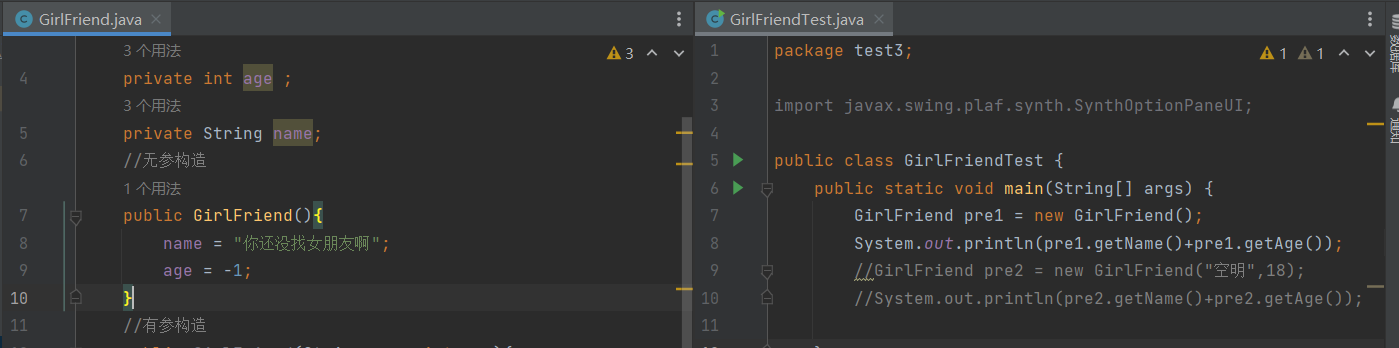 GirlFriend.java
3 个用法
3
4 private int age ;
3 个用法
5 private String name;
6 //无参构造
1 个用法
7 public GirlFriend(){
8 name = "你还没找女朋友啊";
9 age = -1;
10 }
11 //有参构造
GirlFriendTest.java
1 package test3;
1 1
2
3 import javax.swing.plaf.synth.SynthOptionPaneUI;
4
5 public class GirlFriendTest {
6 public static void main(String[] args) {
7 GirlFriend pre1 = new GirlFriend();
8 System.out.println(pre1.getName()+pre1.getAge());
9 //GirlFriend pre2 = new GirlFriend("空明",18);
10 //System.out.println(pre2.getName()+pre2.getAge());
11
数据库
通知